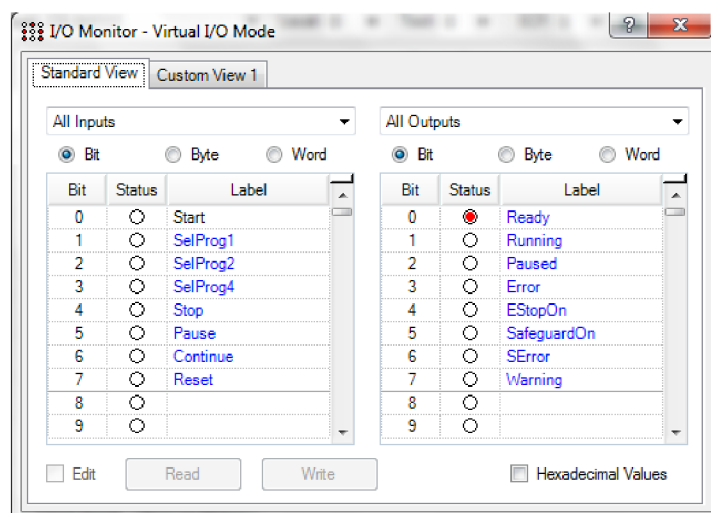 I/O Monitor - Virtual I/O Mode
Standard View Custom View 1
All Inputs All Outputs
Bit Byte Word Bit Byte Word
Bit Status Label Bit Status Label
0 Start 0 Ready
1 SelProg1 1 Running
2 SelProg2 2 Paused
3 SelProg4 3 Error
4 Stop 4 EStopOn
5 Pause 5 SafeguardOn
6 Continue 6 SError
7 Reset 7 Warning
8 8
9 9
Edit Read Write Hexadecimal Values